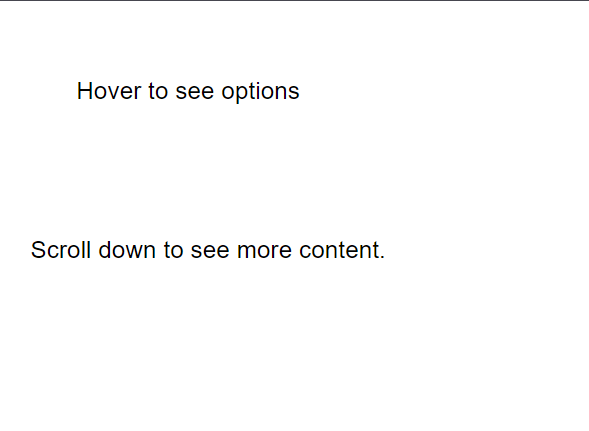 Hover to see options
Scroll down to see more content.